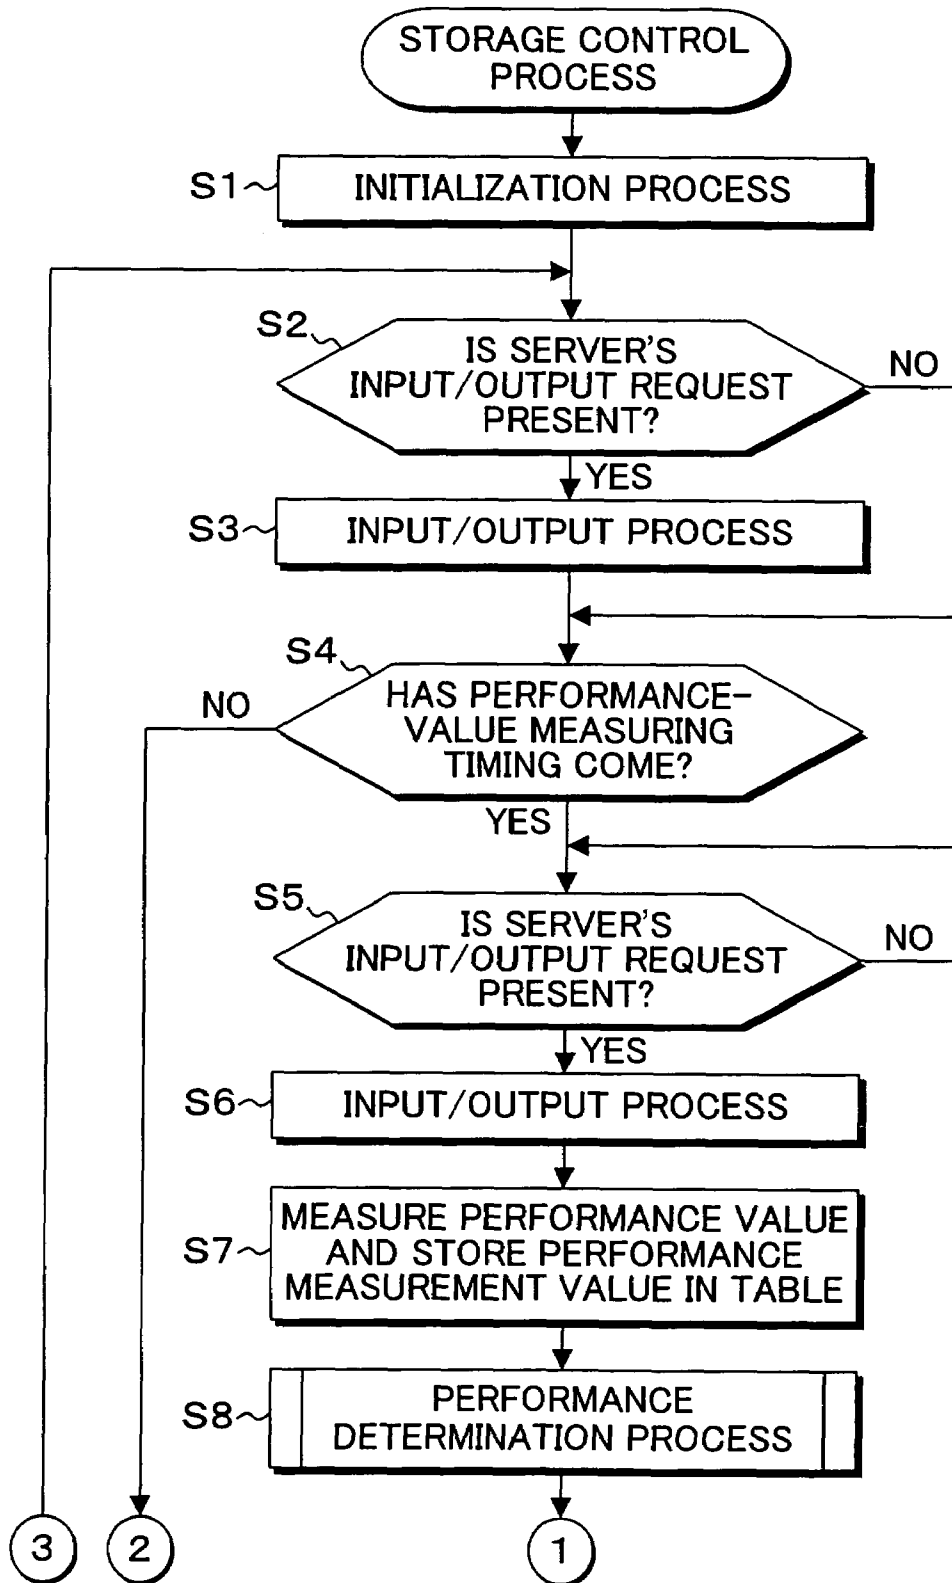 STORAGE CONTROL
PROCESS
S1
INITIALIZATION PROCESS
S2
IS SERVER'S
INPUT/OUTPUT REQUEST
PRESENT?
NO
YES
S3
INPUT/OUTPUT PROCESS
S4
HAS PERFORMANCE-
VALUE MEASURING
TIMING COME?
NO
YES
S5
IS SERVER'S
INPUT/OUTPUT REQUEST
PRESENT?
NO
YES
S6
INPUT/OUTPUT PROCESS
S7
MEASURE PERFORMANCE VALUE
AND STORE PERFORMANCE
MEASUREMENT VALUE IN TABLE
S8
PERFORMANCE
DETERMINATION PROCESS
3
2
1